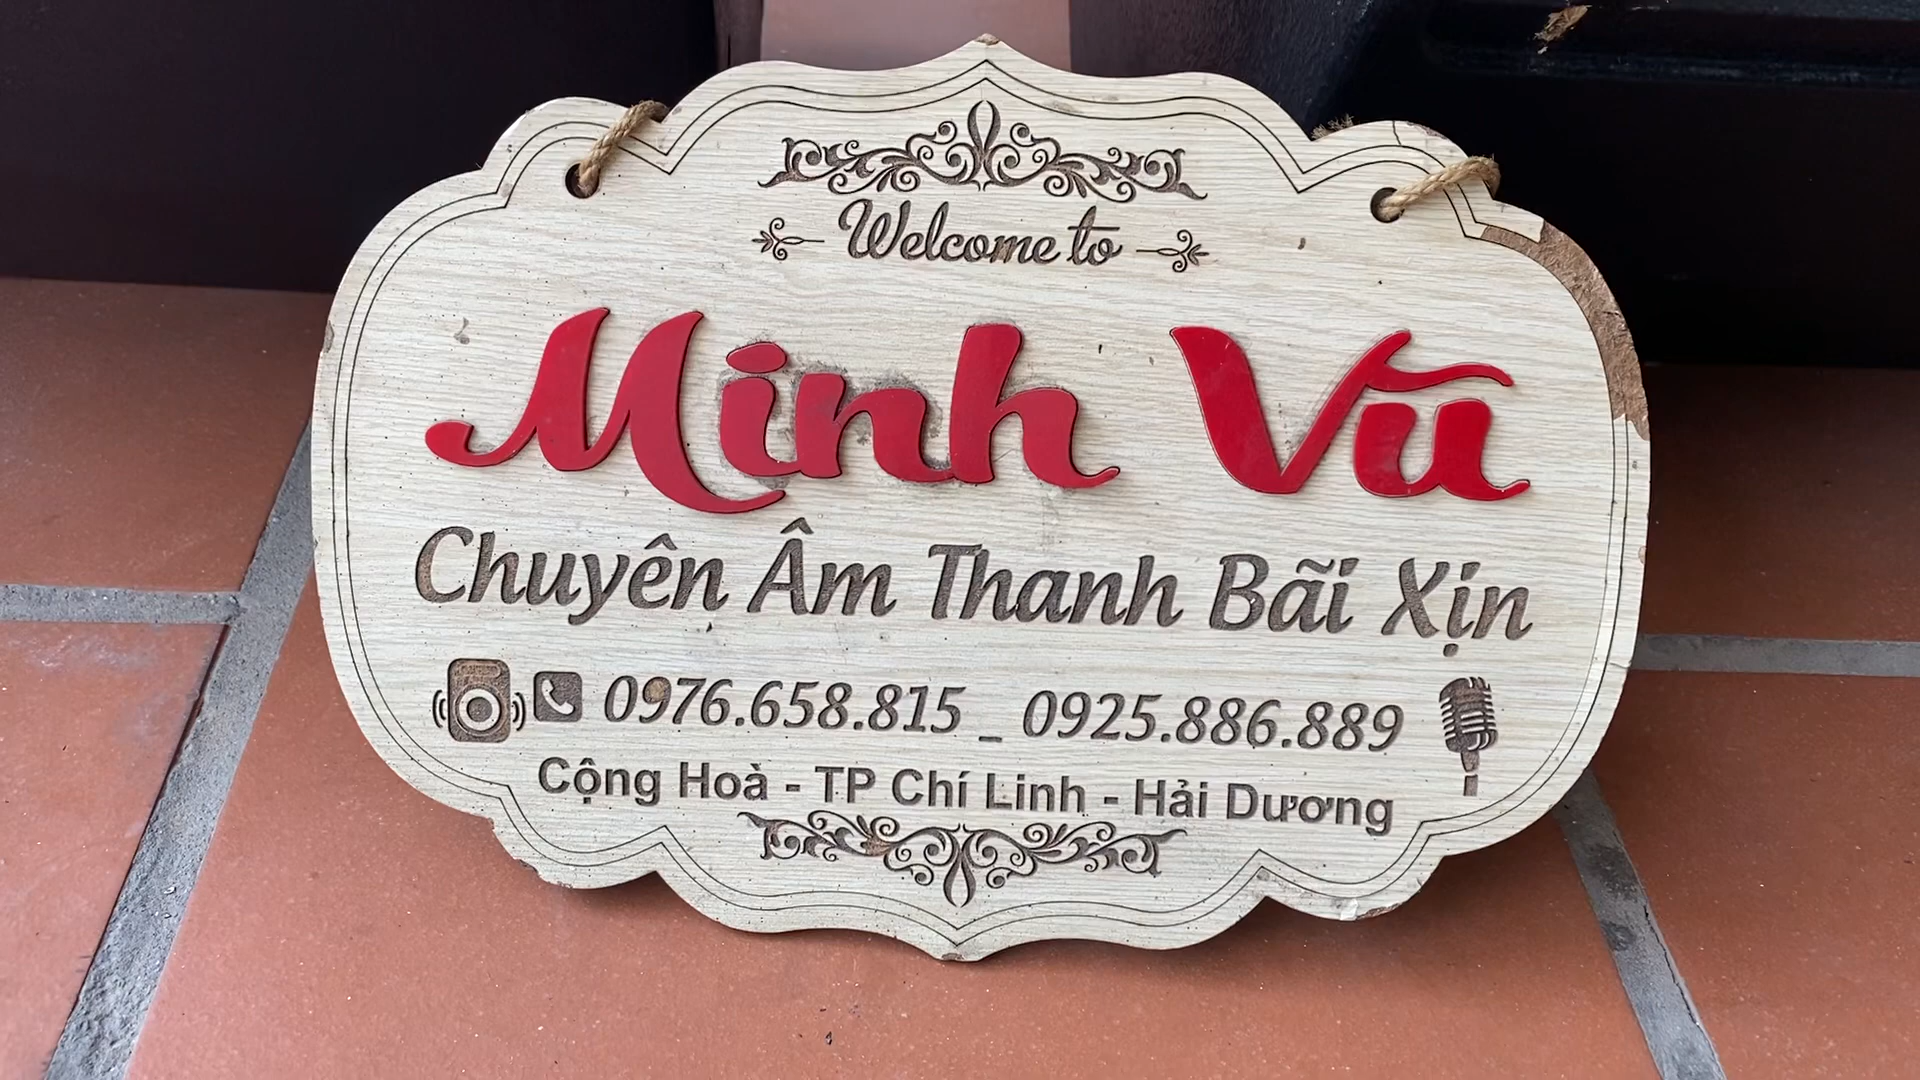 Welcome to
Minh Vũ
Chuyên Âm Thanh Bãi Xịn
0976.658.815 _ 0925.886.889
Cộng Hoà - TP Chí Linh - Hải Dương